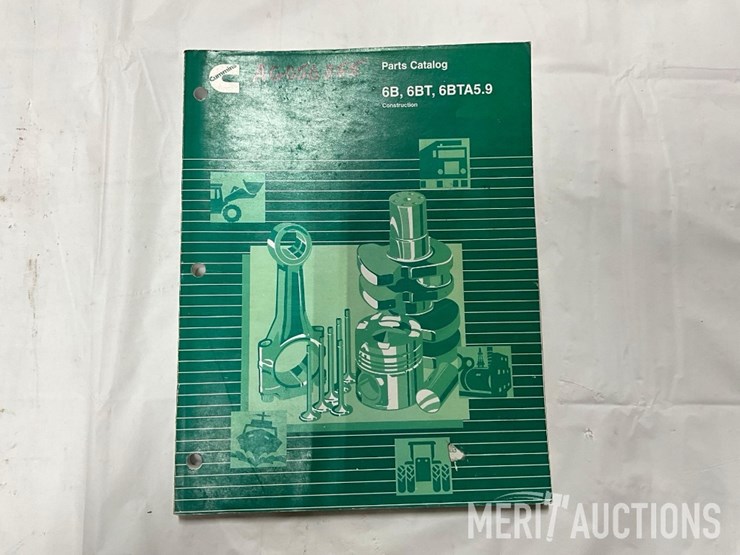 Cummins
Parts Catalog
6B, 6BT, 6BTA5.9
Construction
MERIT AUCTIONS